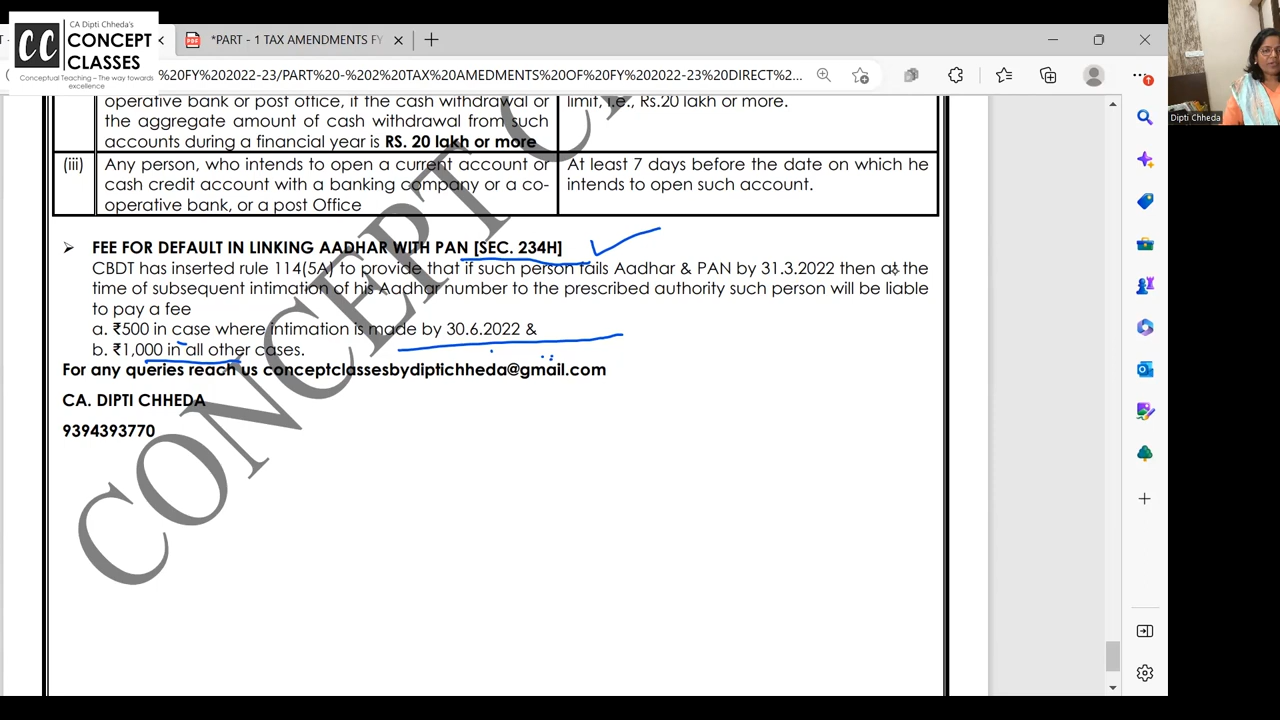 CA Dipti Chheda's
CONCEPT
CLASSES
Conceptual Teaching – The way towards
excellence
CC
*PART - 1 TAX AMENDMENTS FY
%20FY%202022-23/PART%20-%202%20TAX%20AMEDMENTS%20OF%20FY%202022-23%20DIRECT%2...
Dipti Chheda
operative bank or post office, if the cash withdrawal or
the aggregate amount of cash withdrawal from such
accounts during a financial year is RS. 20 lakh or more
limit, i.e., Rs.20 lakh or more.
(iii) Any person, who intends to open a current account or
cash credit account with a banking company or a co-
operative bank, or a post Office
At least 7 days before the date on which he
intends to open such account.
FEE FOR DEFAULT IN LINKING AADHAR WITH PAN [SEC. 234H]
CBDT has inserted rule 114(5A) to provide that if such person fails Aadhar & PAN by 31.3.2022 then at the
time of subsequent intimation of his Aadhar number to the prescribed authority such person will be liable
to pay a fee
a. ₹500 in case where intimation is made by 30.6.2022 &
b. ₹1,000 in all other cases.
For any queries reach us conceptclassesbydiptichheda@gmail.com
CA. DIPTI CHHEDA
9394393770
CONCEPT C